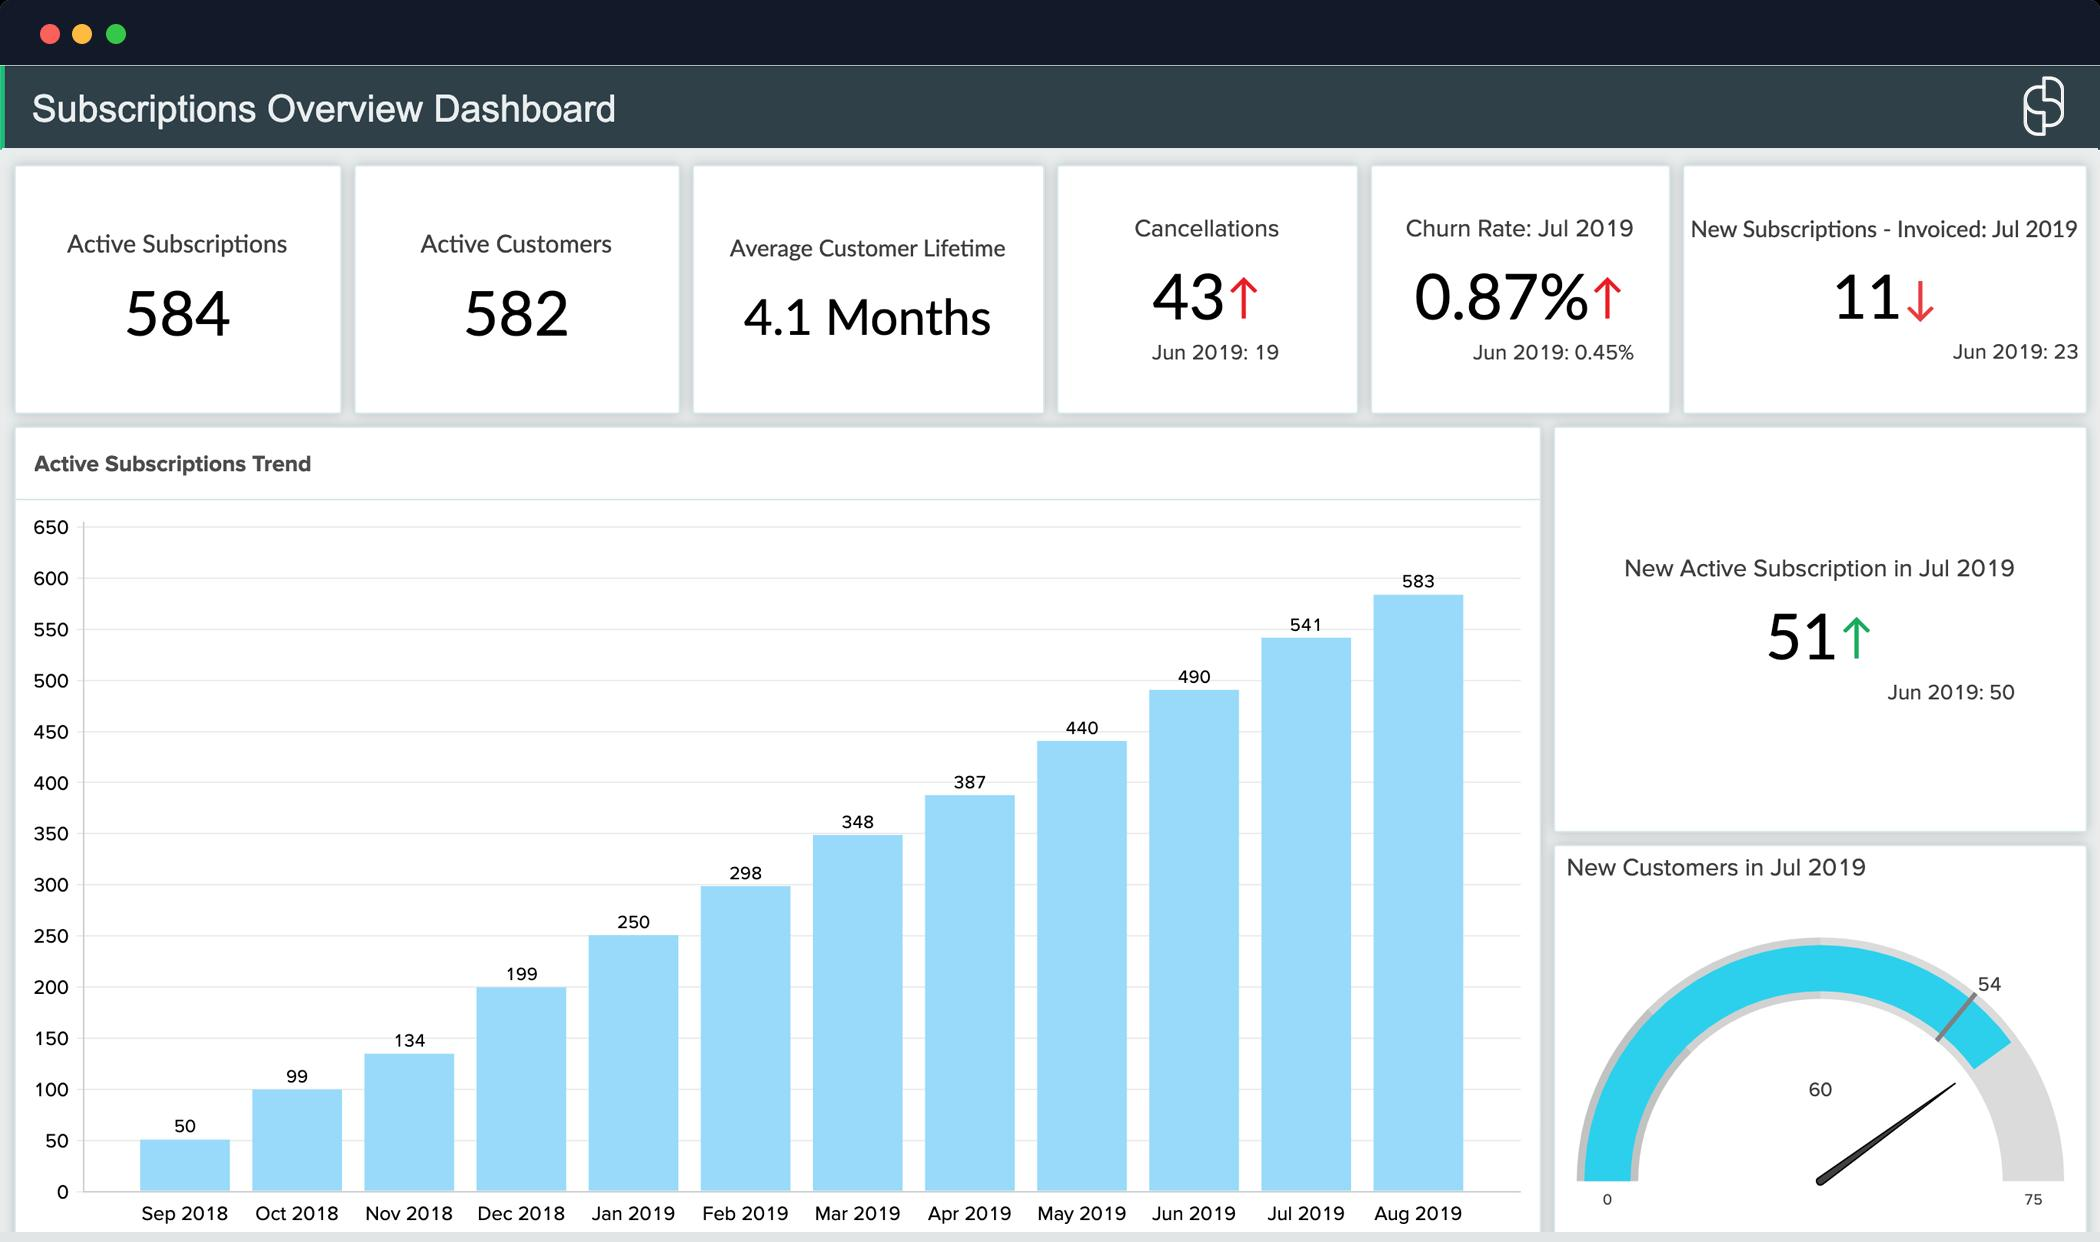 Subscriptions Overview Dashboard
Active Subscriptions
584
Active Customers
582
Average Customer Lifetime
4.1 Months
Cancellations
43↑
Jun 2019: 19
Churn Rate: Jul 2019
0.87%↑
Jun 2019: 0.45%
New Subscriptions - Invoiced: Jul 2019
11↓
Jun 2019: 23
Active Subscriptions Trend
650
600
550
500
450
400
350
300
250
200
150
100
50
0
50
99
134
199
250
298
348
387
440
490
541
583
Sep 2018
Oct 2018
Nov 2018
Dec 2018
Jan 2019
Feb 2019
Mar 2019
Apr 2019
May 2019
Jun 2019
Jul 2019
Aug 2019
New Active Subscription in Jul 2019
51↑
Jun 2019: 50
New Customers in Jul 2019
54
60
0
75